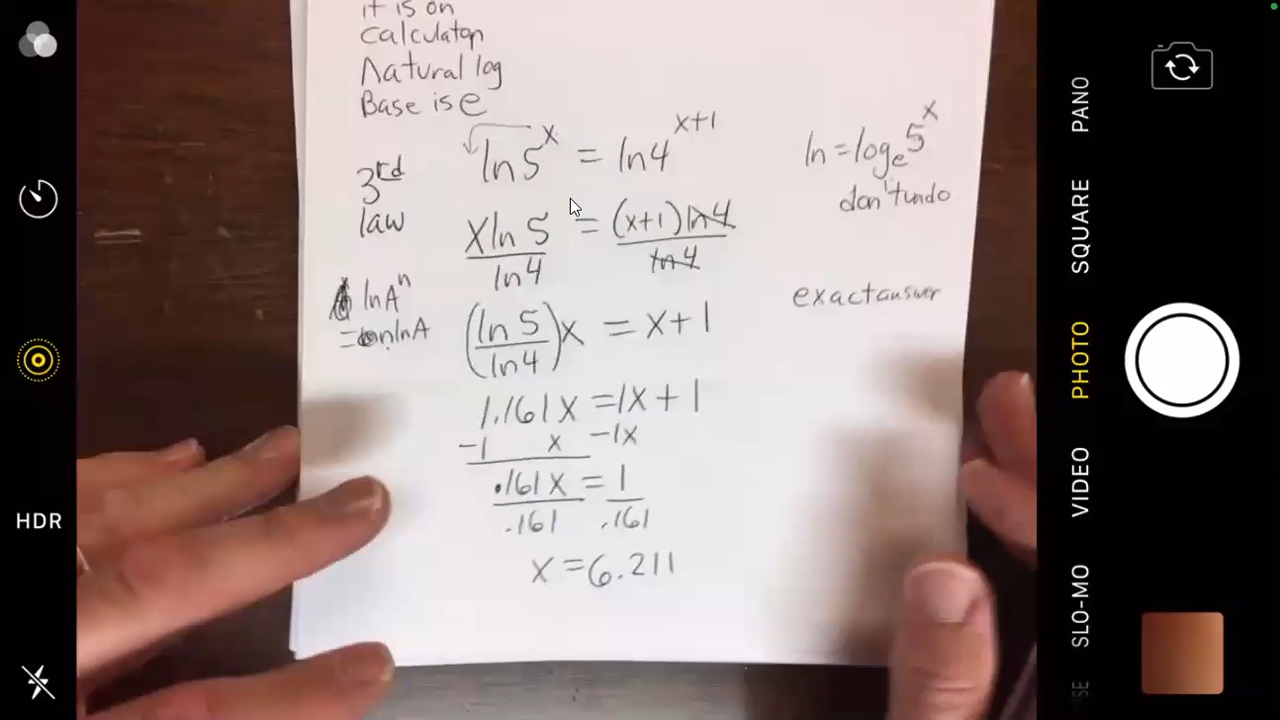 it is on
calculator
Natural log
Base is e
ln 5^x = ln 4^(x+1)
3rd
law
x ln 5 / ln 4 = (x+1) ln 4 / ln 4
ln A^n
= n ln A
(ln 5 / ln 4) x = x + 1
1.161x = 1x + 1
-1 x -1x
.161x = 1
.161 .161
x = 6.211
ln = log_e 5^x
don't undo
exact answer
HDR
PANO
SQUARE
PHOTO
VIDEO
SLO-MO